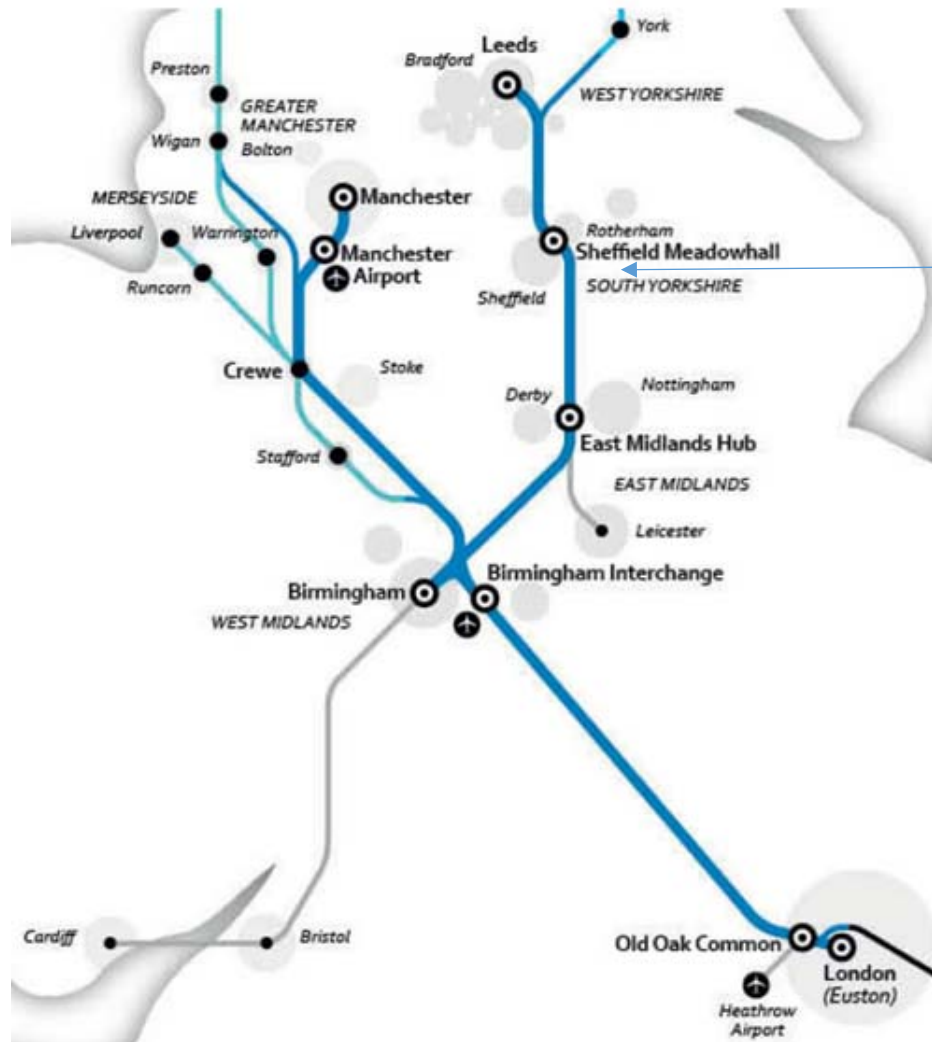 York
Leeds
Bradford
Preston
WEST YORKSHIRE
GREATER
MANCHESTER
Wigan
Bolton
MERSEYSIDE
Manchester
Liverpool
Warrington
Rotherham
Manchester
Airport
Sheffield Meadowhall
Runcorn
Sheffield
SOUTH YORKSHIRE
Crewe
Stoke
Derby
Nottingham
East Midlands Hub
Stafford
EAST MIDLANDS
Leicester
Birmingham Interchange
Birmingham
WEST MIDLANDS
Cardiff
Bristol
Old Oak Common
London
(Euston)
Heathrow
Airport